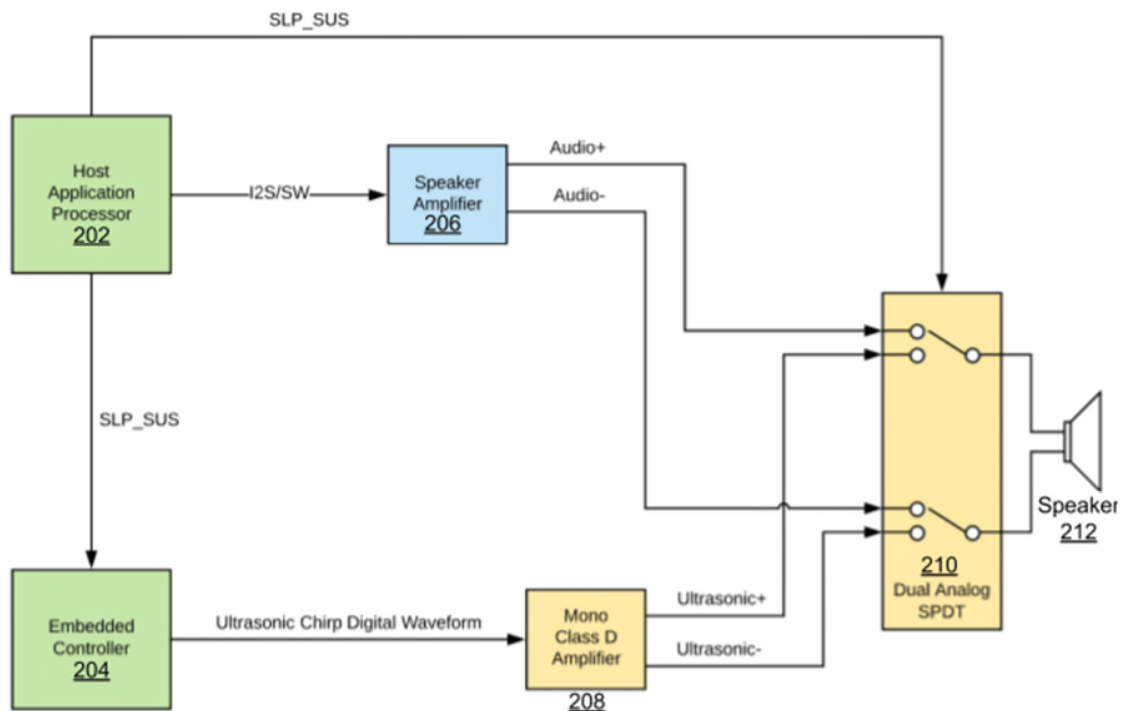 SLP_SUS
Host
Application
Processor
202
I2S/SW
Speaker
Amplifier
206
Audio+
Audio-
SLP_SUS
Speaker
212
210
Dual Analog
SPDT
Embedded
Controller
204
Ultrasonic Chirp Digital Waveform
Mono
Class D
Amplifier
208
Ultrasonic+
Ultrasonic-